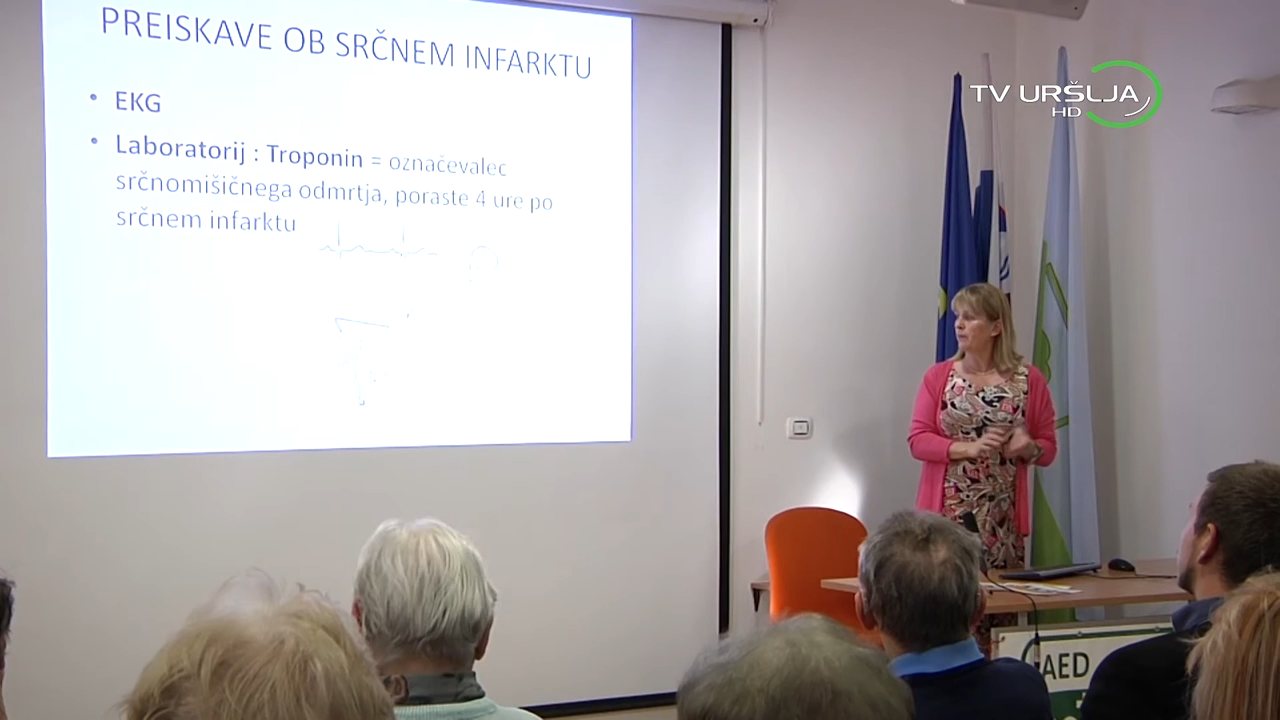 PREISKAVE OB SRČNEM INFARKTU
• EKG
• Laboratorij : Troponin = označevalec
srčnomišičnega odmrtja, poraste 4 ure po
srčnem infarktu
TV URŠLJA
HD
AED